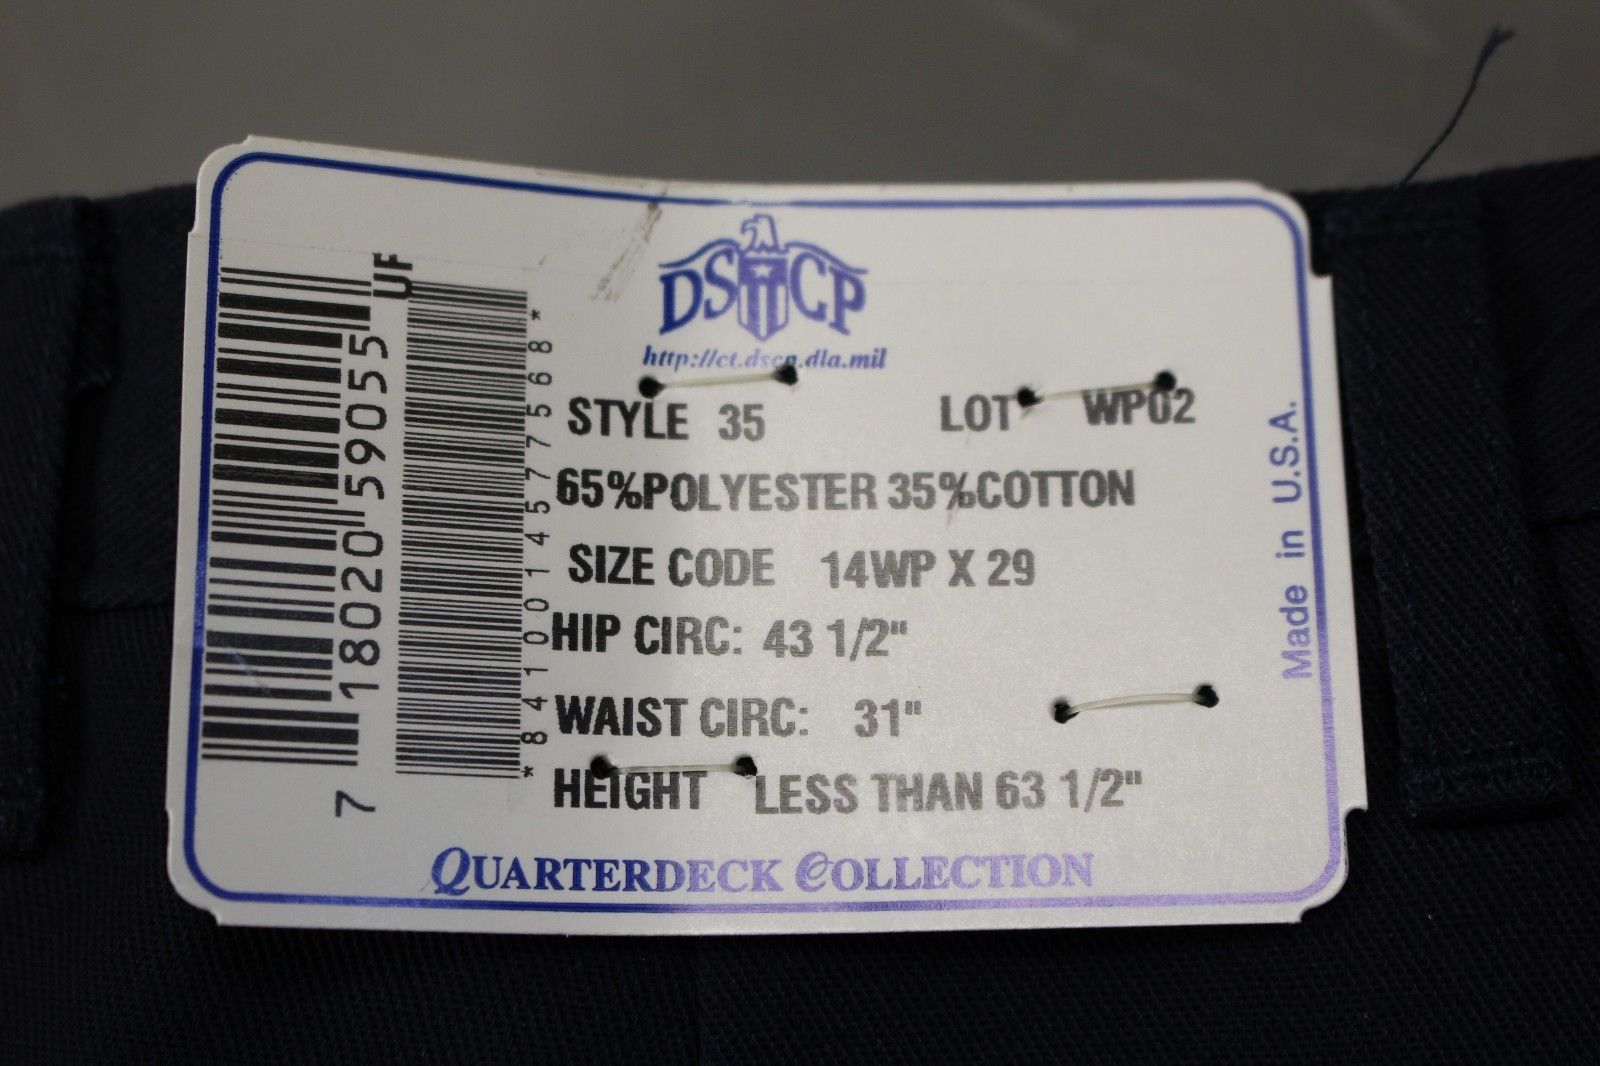 DSCP
http://ct.dscp.dla.mil
STYLE 35 LOT WP02
65%POLYESTER 35%COTTON
SIZE CODE 14WP X 29
HIP CIRC: 43 1/2"
WAIST CIRC: 31"
HEIGHT LESS THAN 63 1/2"
QUARTERDECK COLLECTION
Made in U.S.A.
UF
7 18020 59055
*8410014577568*